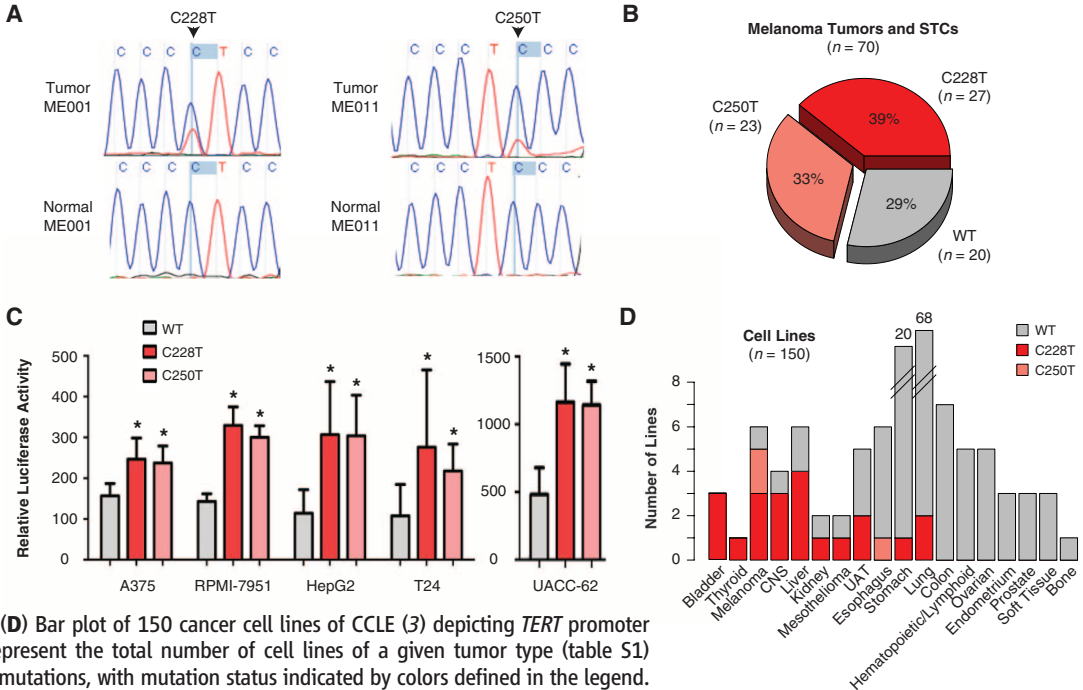 A
C228T
C C C C T C C
Tumor
ME001
C C C C T C C
Normal
ME001
C250T
C C C T C C C
Tumor
ME011
C C C T C C C
Normal
ME011
B
Melanoma Tumors and STCs
(n = 70)
C228T
(n = 27)
39%
C250T
(n = 23)
33%
29%
WT
(n = 20)
C
WT
C228T
C250T
Relative Luciferase Activity
500
400
300
200
100
0
* * * * * * * *
A375 RPMI-7951 HepG2 T24
1500
1000
500
0
* *
UACC-62
D
Cell Lines
(n = 150)
WT
C228T
C250T
20
68
Number of Lines
8
6
4
2
0
Bladder
Thyroid
Melanoma
CNS
Liver
Kidney
Mesothelioma
UAT
Esophagus
Stomach
Lung
Colon
Hematopoietic/Lymphoid
Ovarian
Endometrium
Prostate
Soft Tissue
Bone
(D) Bar plot of 150 cancer cell lines of CCLE (3) depicting TERT promoter
epresent the total number of cell lines of a given tumor type (table S1)
mutations, with mutation status indicated by colors defined in the legend.